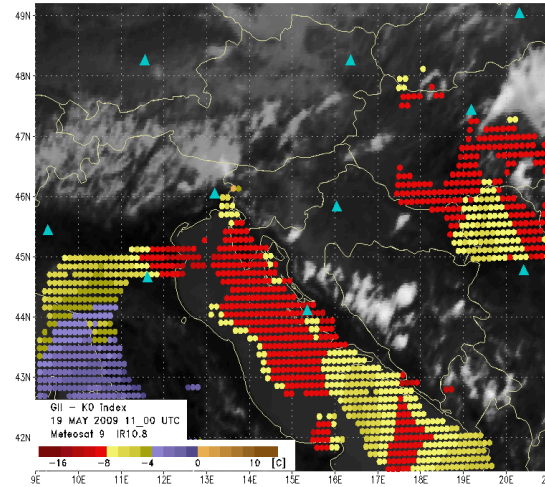 49N
48N
47N
46N
45N
44N
43N
42N
GII - KO Index
19 MAY 2009 11_00 UTC
Meteosat 9 IR10.8
-16 -8 -4 0 10 [C]
9E 10E 11E 12E 13E 14E 15E 16E 17E 18E 19E 20E